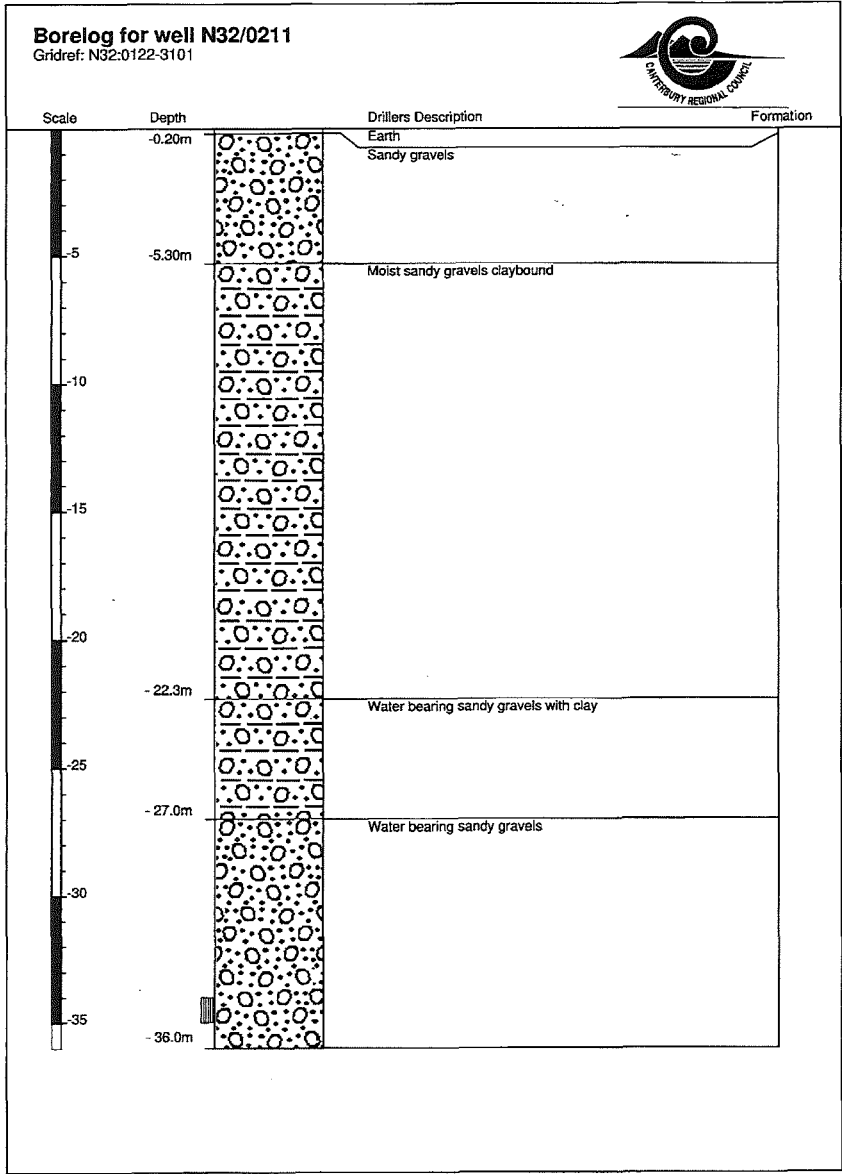 Borelog for well N32/0211
Gridref: N32:0122-3101
CANTERBURY REGIONAL COUNCIL
Scale Depth Drillers Description Formation
-0.20m Earth
Sandy gravels
-5 -5.30m
Moist sandy gravels claybound
-10
-15
-20
- 22.3m
Water bearing sandy gravels with clay
-25
- 27.0m
Water bearing sandy gravels
-30
-35
- 36.0m